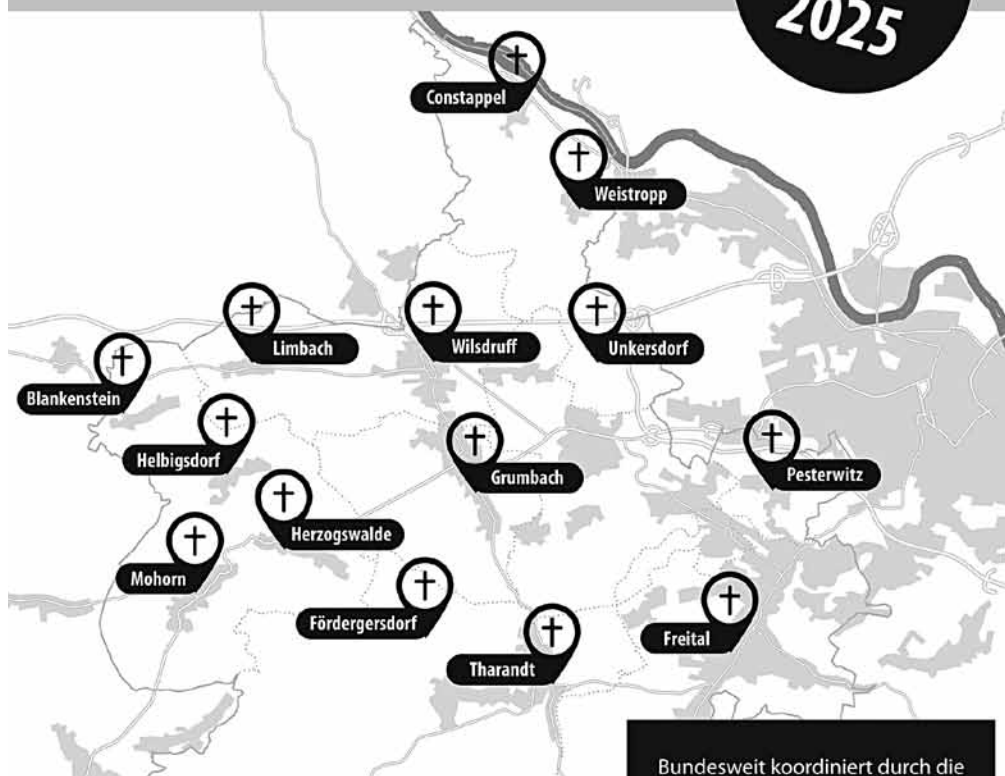 2025
Constappel
Weistropp
Limbach
Wilsdruff
Unkersdorf
Blankenstein
Helbigsdorf
Grumbach
Pesterwitz
Herzogswalde
Mohorn
Fördergersdorf
Freital
Tharandt
Bundesweit koordiniert durch die